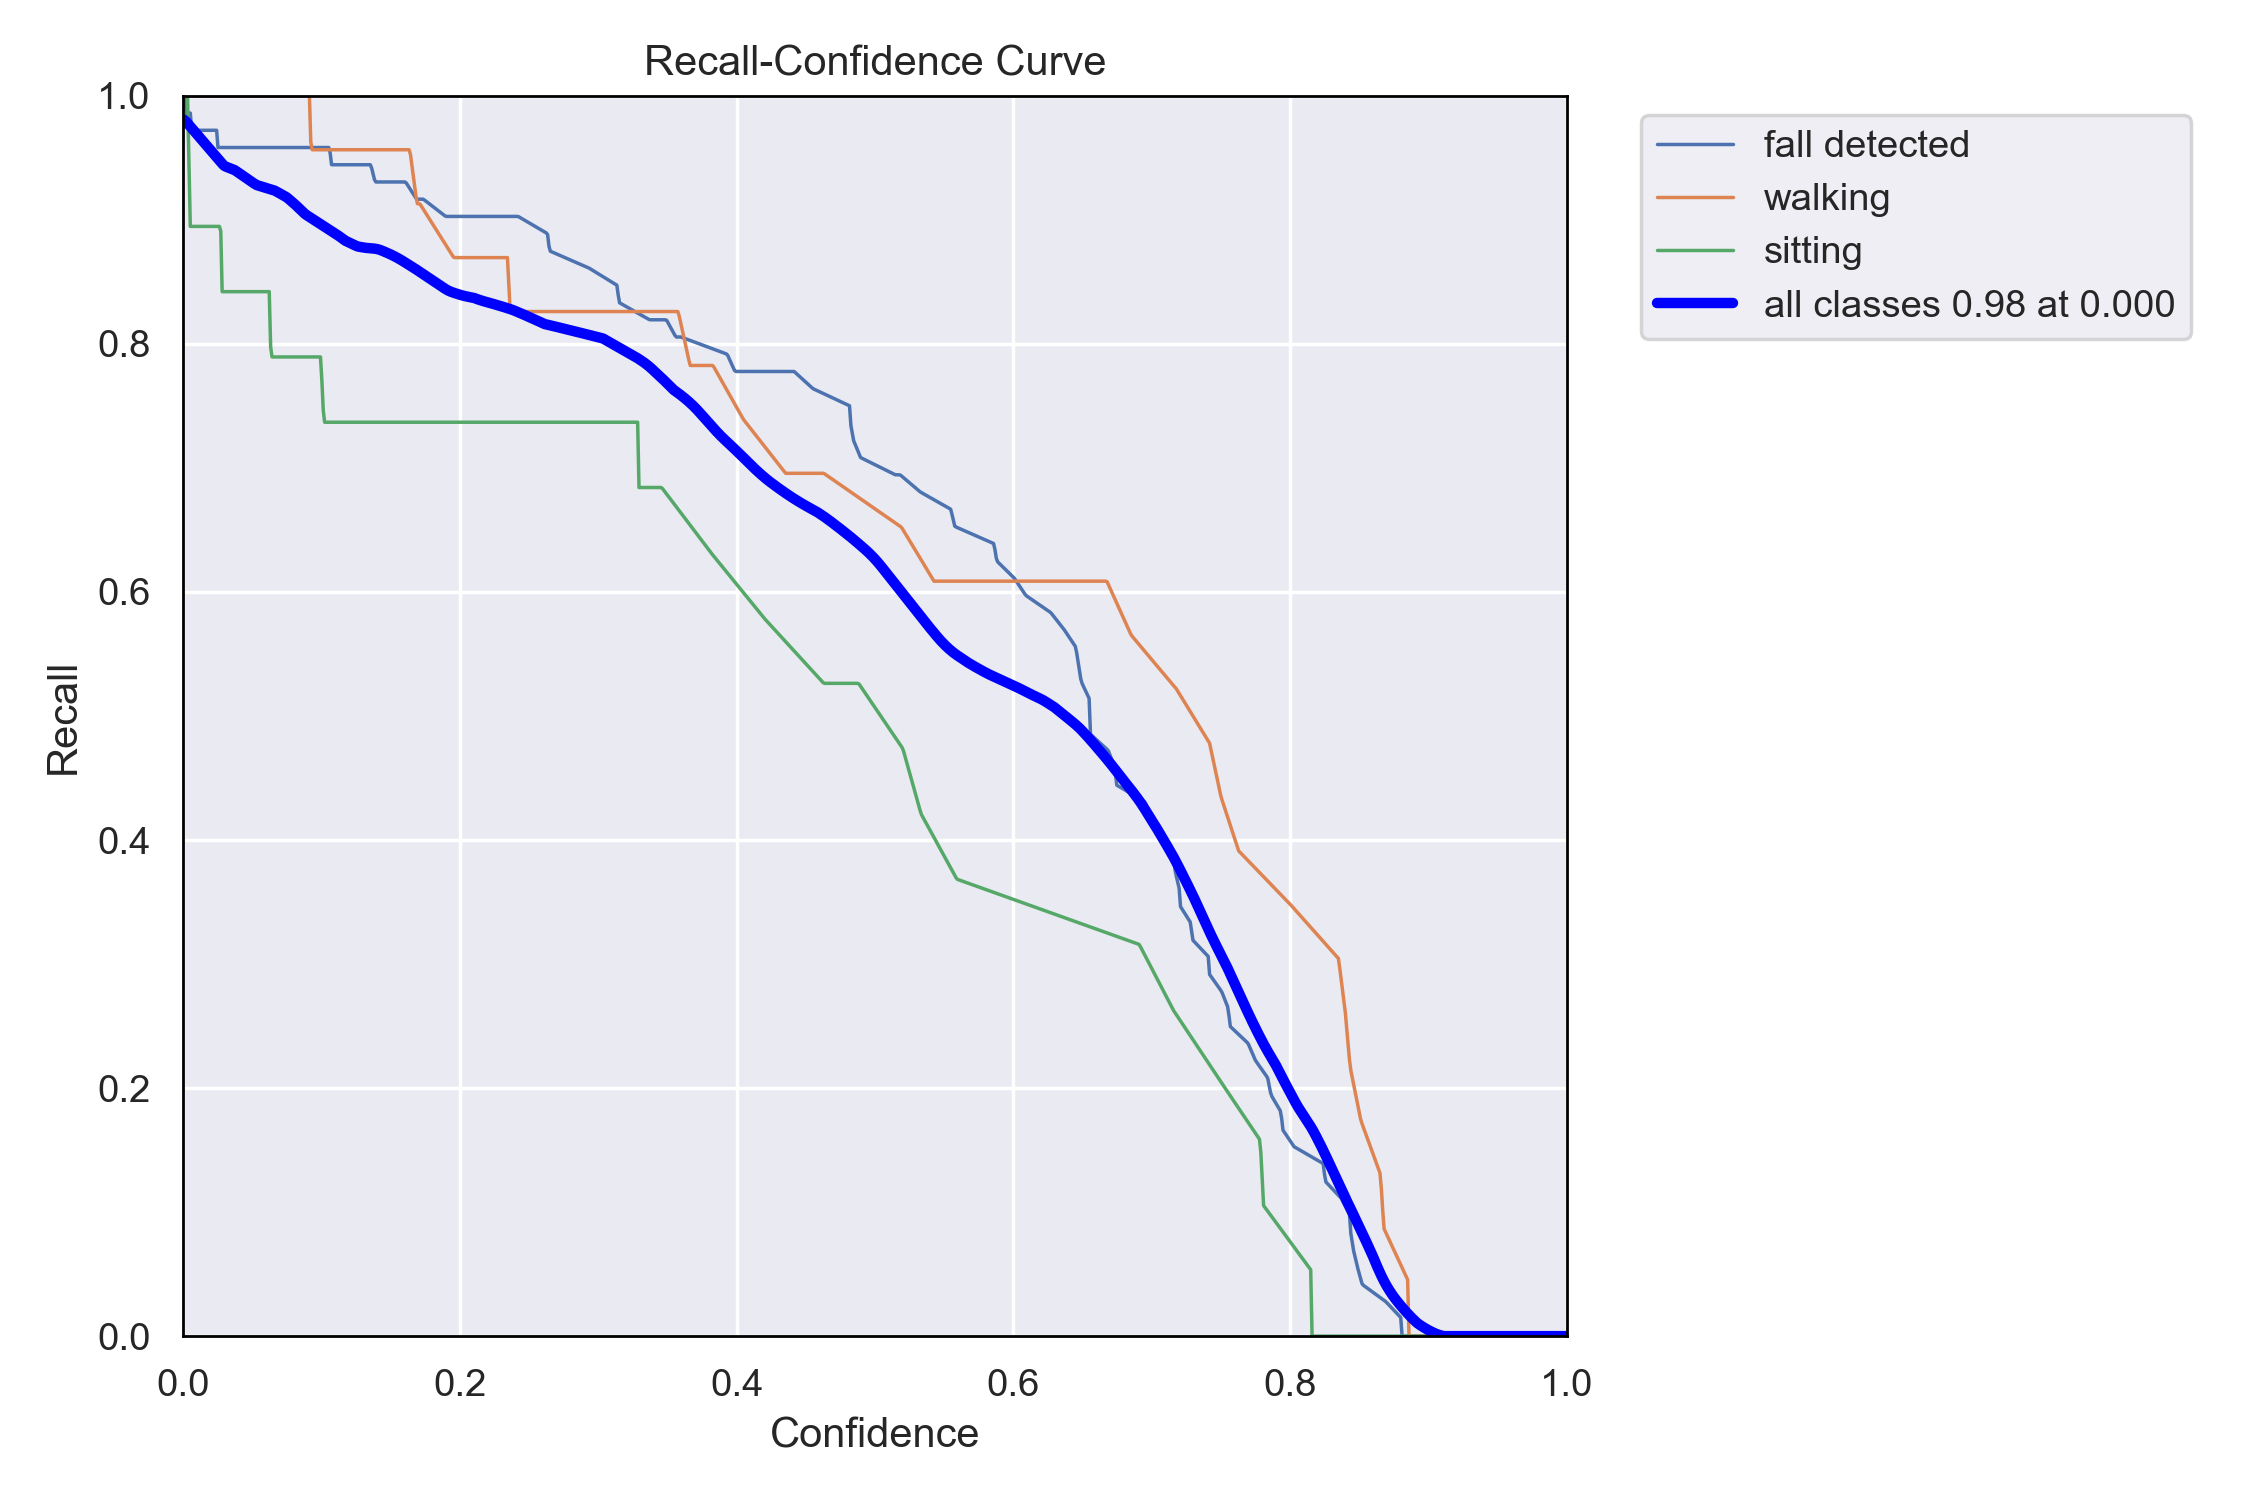 Recall-Confidence Curve
1.0
0.8
0.6
0.4
0.2
0.0
Recall
0.0 0.2 0.4 0.6 0.8 1.0
Confidence
fall detected
walking
sitting
all classes 0.98 at 0.000